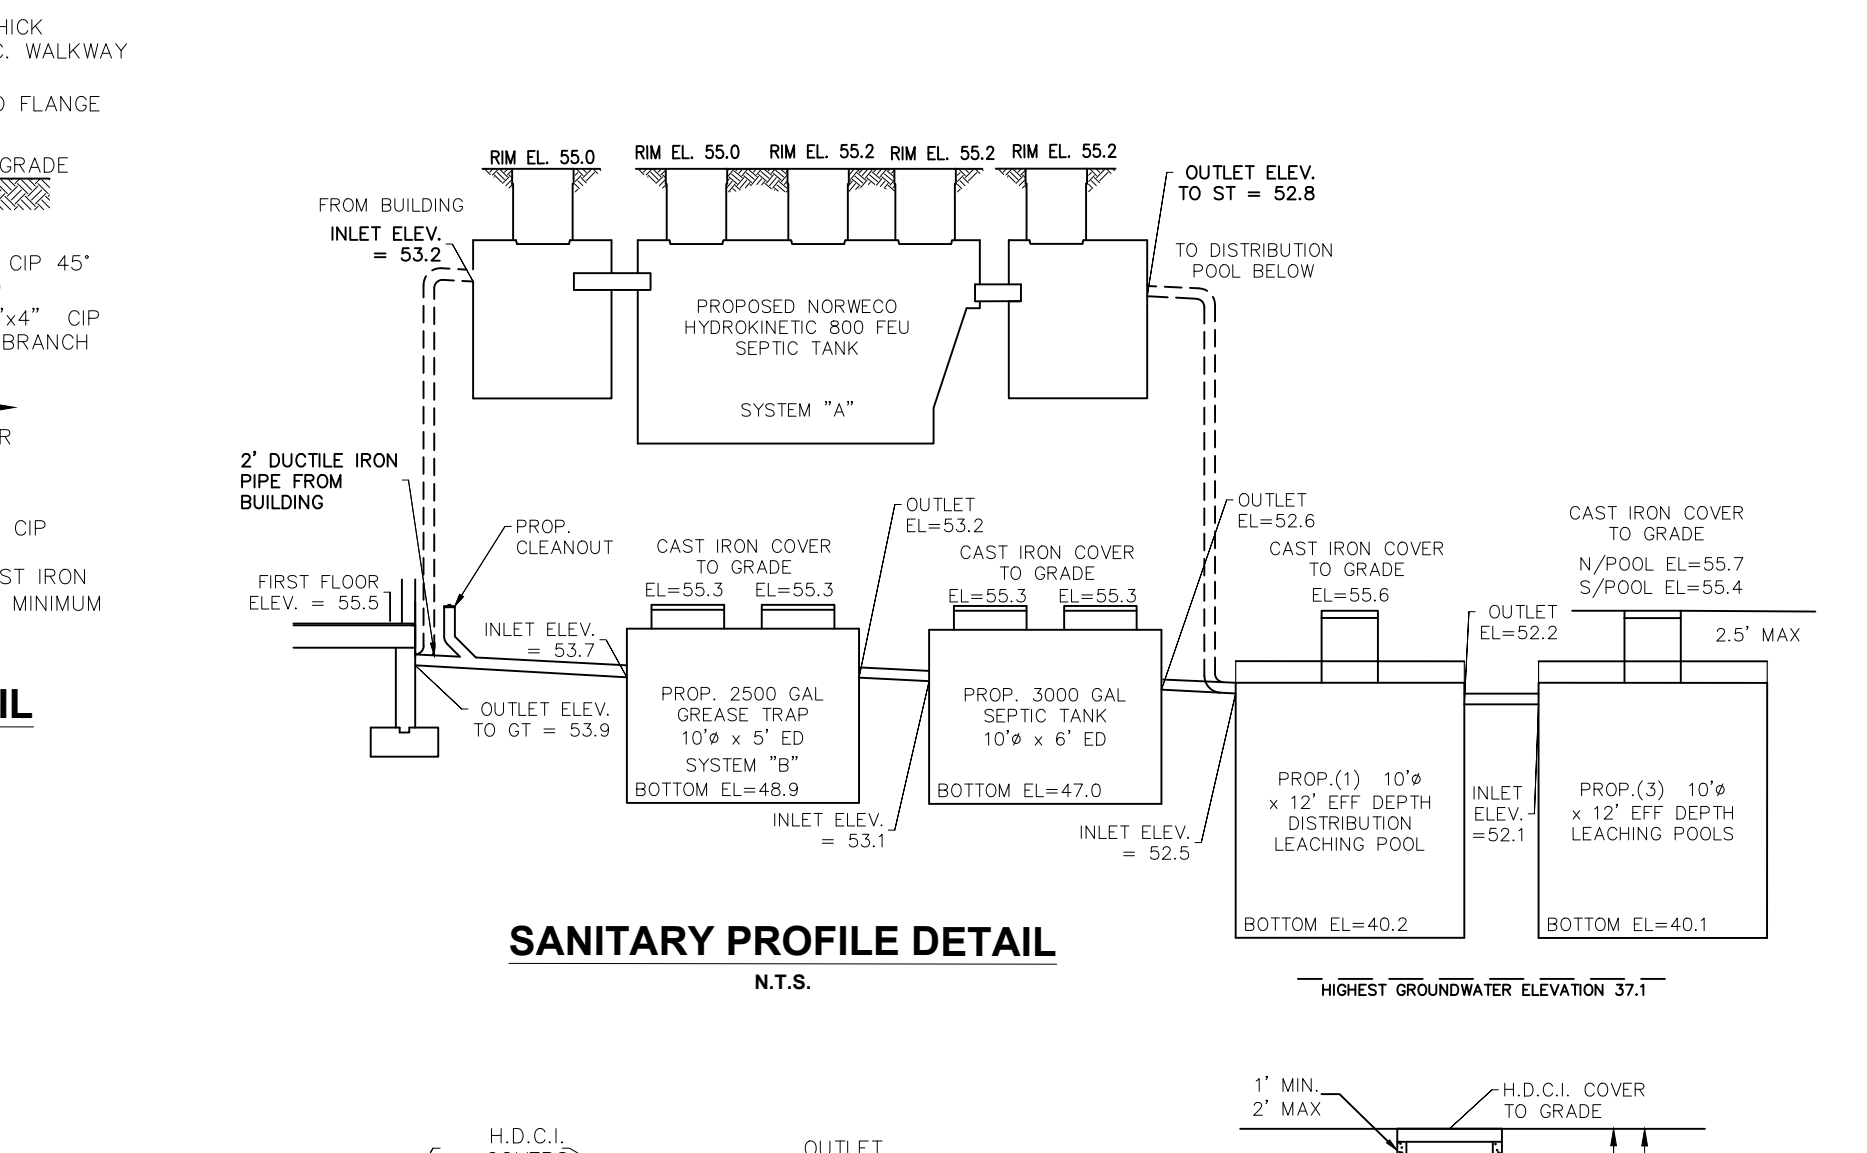 HICK
C. WALKWAY
O FLANGE
GRADE
CIP 45°
"x4" CIP
BRANCH
R
CIP
ST IRON
MINIMUM
IL
RIM EL. 55.0
RIM EL. 55.0
RIM EL. 55.2
RIM EL. 55.2
RIM EL. 55.2
OUTLET ELEV.
TO ST = 52.8
FROM BUILDING
INLET ELEV.
= 53.2
TO DISTRIBUTION
POOL BELOW
PROPOSED NORWECO
HYDROKINETIC 800 FEU
SEPTIC TANK
SYSTEM "A"
2' DUCTILE IRON
PIPE FROM
BUILDING
PROP.
CLEANOUT
FIRST FLOOR
ELEV. = 55.5
INLET ELEV.
= 53.7
OUTLET ELEV.
TO GT = 53.9
CAST IRON COVER
TO GRADE
EL=55.3
EL=55.3
PROP. 2500 GAL
GREASE TRAP
10'ø x 5' ED
SYSTEM "B"
BOTTOM EL=48.9
OUTLET
EL=53.2
INLET ELEV.
= 53.1
CAST IRON COVER
TO GRADE
EL=55.3
EL=55.3
PROP. 3000 GAL
SEPTIC TANK
10'ø x 6' ED
BOTTOM EL=47.0
OUTLET
EL=52.6
INLET ELEV.
= 52.5
CAST IRON COVER
TO GRADE
EL=55.6
PROP.(1) 10'ø
x 12' EFF DEPTH
DISTRIBUTION
LEACHING POOL
BOTTOM EL=40.2
OUTLET
EL=52.2
INLET
ELEV.
=52.1
CAST IRON COVER
TO GRADE
N/POOL EL=55.7
S/POOL EL=55.4
2.5' MAX
PROP.(3) 10'ø
x 12' EFF DEPTH
LEACHING POOLS
BOTTOM EL=40.1
SANITARY PROFILE DETAIL
N.T.S.
HIGHEST GROUNDWATER ELEVATION 37.1
1' MIN.
2' MAX
H.D.C.I. COVER
TO GRADE
H.D.C.I.
OUTLET